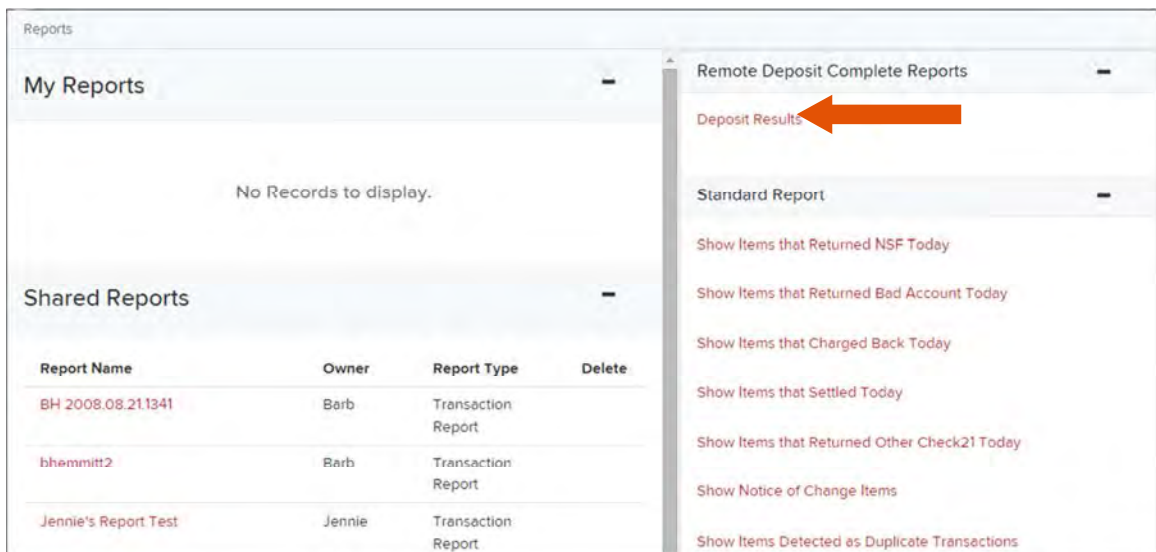 Reports
My Reports
No Records to display.
Shared Reports
Report Name Owner Report Type Delete
BH 2008.08.21.1341 Barb Transaction
Report
bhemmitt2 Barb Transaction
Report
Jennie's Report Test Jennie Transaction
Report
Remote Deposit Complete Reports
Deposit Results
Standard Report
Show Items that Returned NSF Today
Show Items that Returned Bad Account Today
Show Items that Charged Back Today
Show Items that Settled Today
Show Items that Returned Other Check21 Today
Show Notice of Change Items
Show Items Detected as Duplicate Transactions